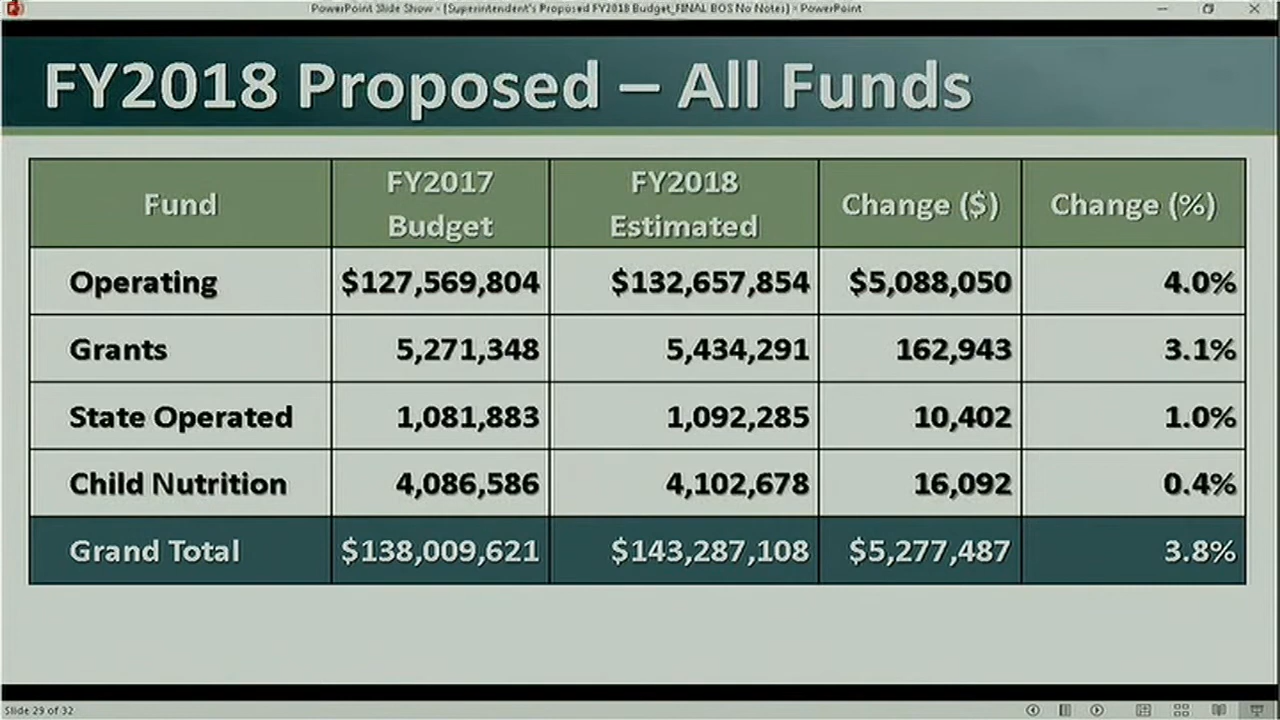 PowerPoint Slide Show - [Superintendent's Proposed FY2018 Budget_FINAL BOS No Notes] - PowerPoint
FY2018 Proposed – All Funds
Fund FY2017 Budget FY2018 Estimated Change ($) Change (%)
Operating $127,569,804 $132,657,854 $5,088,050 4.0%
Grants 5,271,348 5,434,291 162,943 3.1%
State Operated 1,081,883 1,092,285 10,402 1.0%
Child Nutrition 4,086,586 4,102,678 16,092 0.4%
Grand Total $138,009,621 $143,287,108 $5,277,487 3.8%
Slide 29 of 32